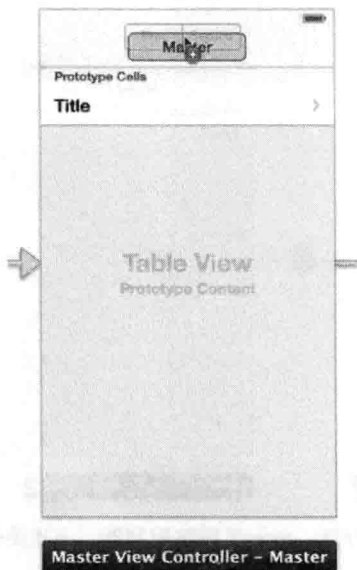 Master
Prototype Cells
Title
Table View
Prototype Content
Master View Controller – Master